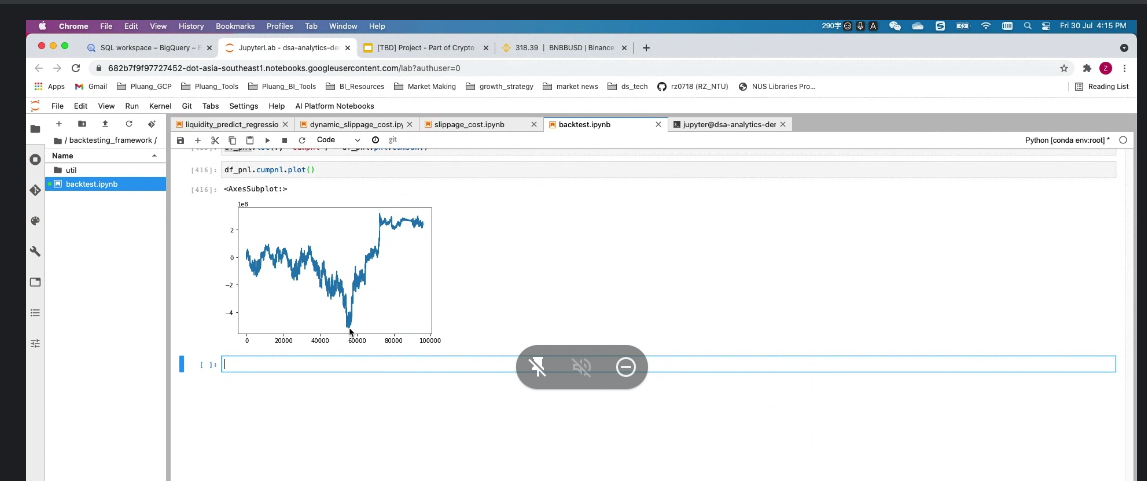 Chrome File Edit View History Bookmarks Profiles Tab Window Help 290字 A S Fri 30 Jul 4:15 PM
SQL workspace – BigQuery – × JupyterLab - dsa-analytics-de × [TBD] Project - Part of Crypto × 318.39 | BNBBUSD | Binance × +
682b7f9f97727452-dot-asia-southeast1.notebooks.googleusercontent.com/lab?authuser=0 Z
Apps Gmail Pluang_GCP Pluang_Tools Pluang_BI_Tools BI_Resources Market Making growth_strategy market news ds_tech rz0718 (RZ_NTU) NUS Libraries Pro... Reading List
File Edit View Run Kernel Git Tabs Settings Help AI Platform Notebooks
liquidity_predict_regressio × dynamic_slippage_cost.ipy × slippage_cost.ipynb × backtest.ipynb × jupyter@dsa-analytics-der ×
/ backtesting_framework / Code git Python [conda env:root] *
Name
util
backtest.ipynb
[416]: df_pnl.cumpnl.plot()
[416]: <AxesSubplot:>
1e8
2
0
−2
−4
0 20000 40000 60000 80000 100000
[ ]: